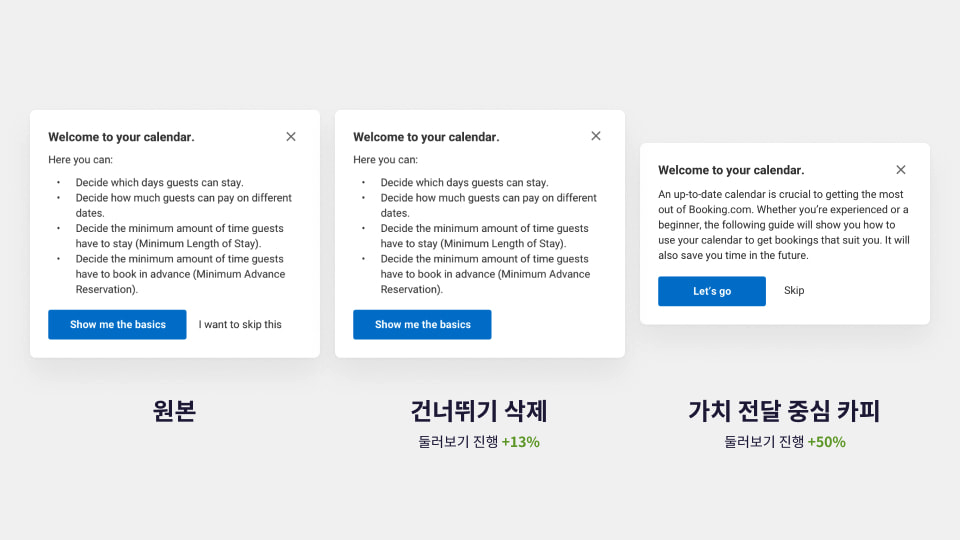 Welcome to your calendar.
Here you can:
• Decide which days guests can stay.
• Decide how much guests can pay on different
dates.
• Decide the minimum amount of time guests
have to stay (Minimum Length of Stay).
• Decide the minimum amount of time guests
have to book in advance (Minimum Advance
Reservation).
Show me the basics
I want to skip this
원본
Welcome to your calendar.
Here you can:
• Decide which days guests can stay.
• Decide how much guests can pay on different
dates.
• Decide the minimum amount of time guests
have to stay (Minimum Length of Stay).
• Decide the minimum amount of time guests
have to book in advance (Minimum Advance
Reservation).
Show me the basics
건너뛰기 삭제
둘러보기 진행 +13%
Welcome to your calendar.
An up-to-date calendar is crucial to getting the most
out of Booking.com. Whether you’re experienced or a
beginner, the following guide will show you how to
use your calendar to get bookings that suit you. It will
also save you time in the future.
Let’s go
Skip
가치 전달 중심 카피
둘러보기 진행 +50%